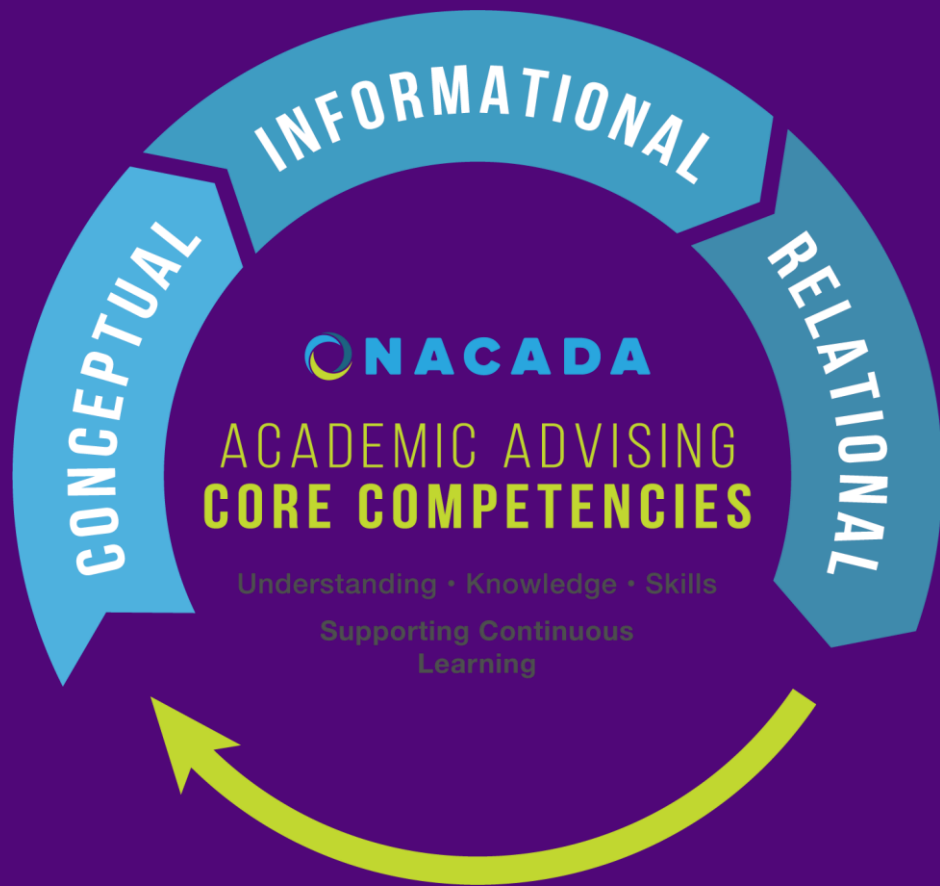 CONCEPTUAL
INFORMATIONAL
RELATIONAL
NACADA
ACADEMIC ADVISING
CORE COMPETENCIES
Understanding • Knowledge • Skills
Supporting Continuous
Learning